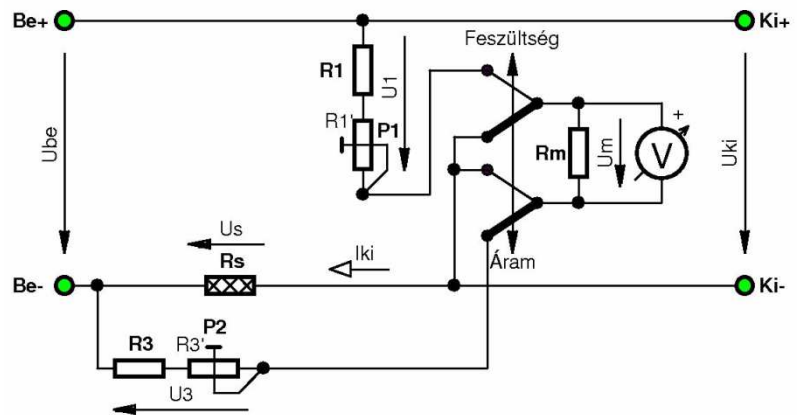 Be+
Ki+
Feszültség
R1
U1
R1'
P1
Ube
Rm
Um
+
V
Uki
Us
Rs
Iki
Áram
Be-
Ki-
P2
R3
R3'
U3